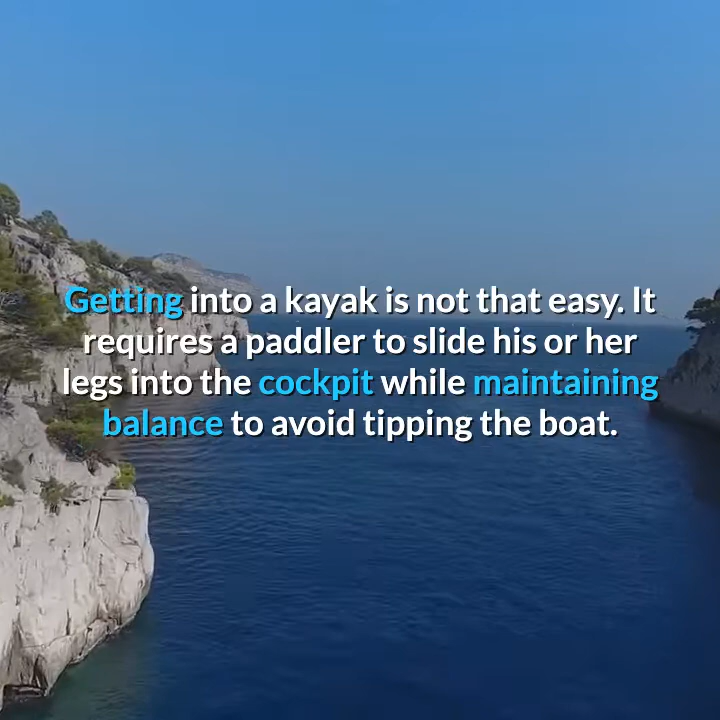 Getting into a kayak is not that easy. It
requires a paddler to slide his or her
legs into the cockpit while maintaining
balance to avoid tipping the boat.